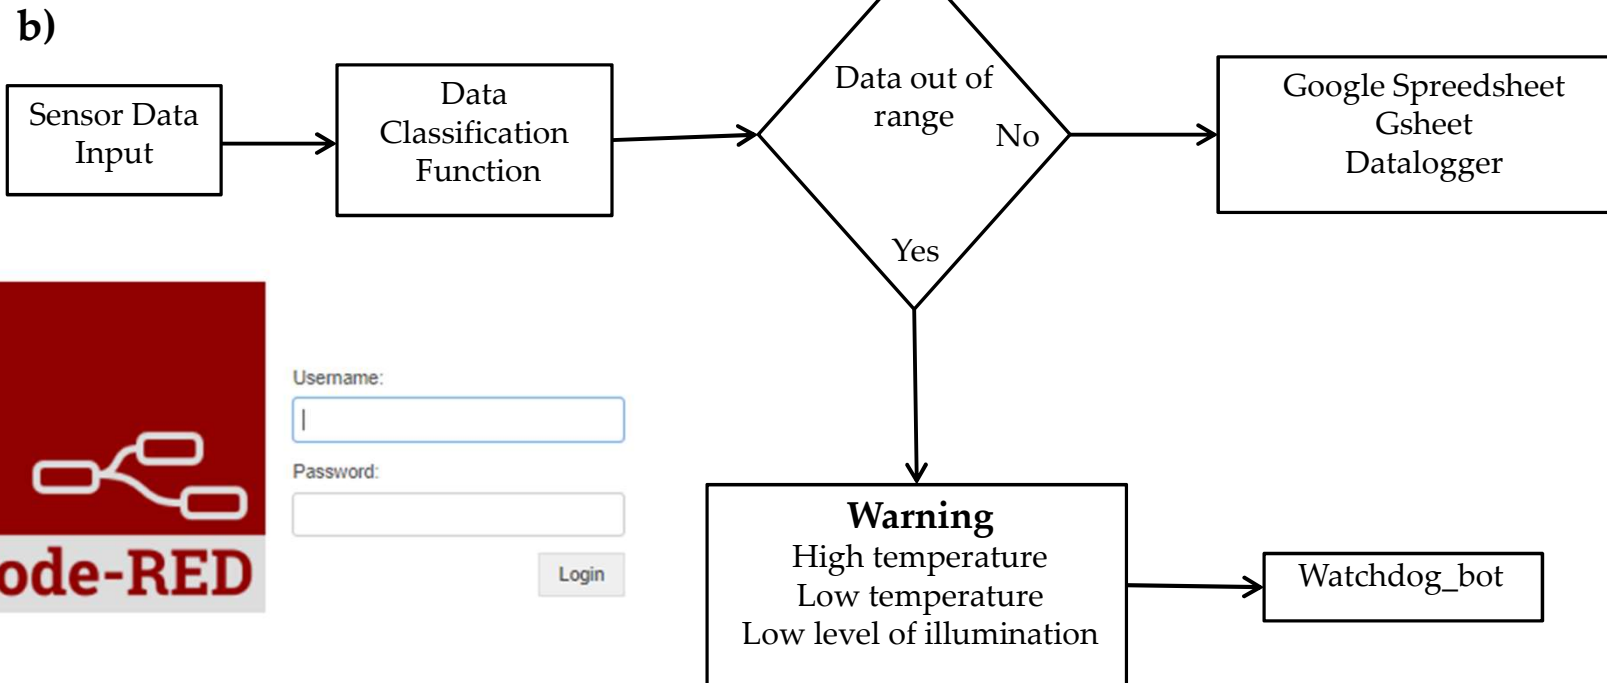 b)
Sensor Data
Input
Data
Classification
Function
Data out of
range
No
Yes
Google Spreedsheet
Gsheet
Datalogger
Username:
Password:
Login
ode-RED
Warning
High temperature
Low temperature
Low level of illumination
Watchdog_bot